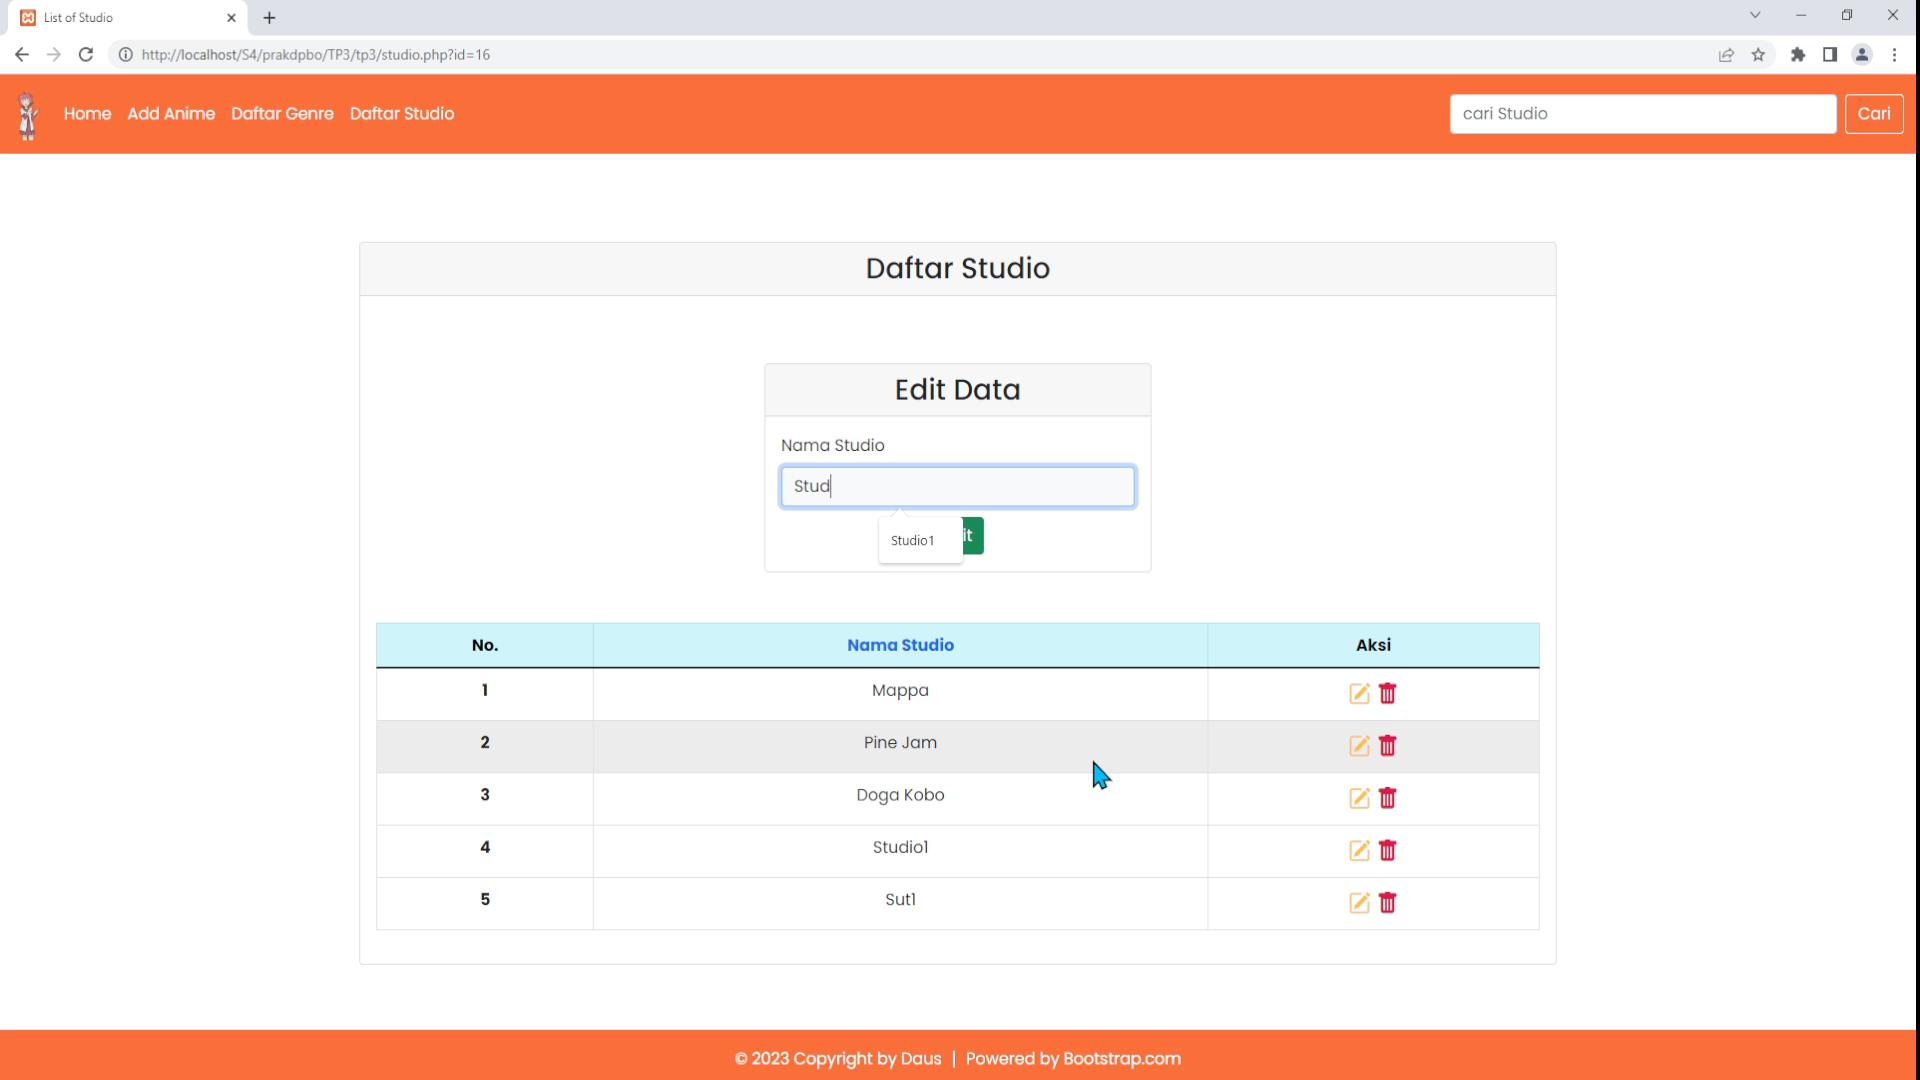 List of Studio
http://localhost/S4/prakdpbo/TP3/tp3/studio.php?id=16
Home Add Anime Daftar Genre Daftar Studio cari Studio Cari
Daftar Studio
Edit Data
Nama Studio
Stud
Studio1 it
No. Nama Studio Aksi
1 Mappa
2 Pine Jam
3 Doga Kobo
4 Studio1
5 Sut1
© 2023 Copyright by Daus | Powered by Bootstrap.com